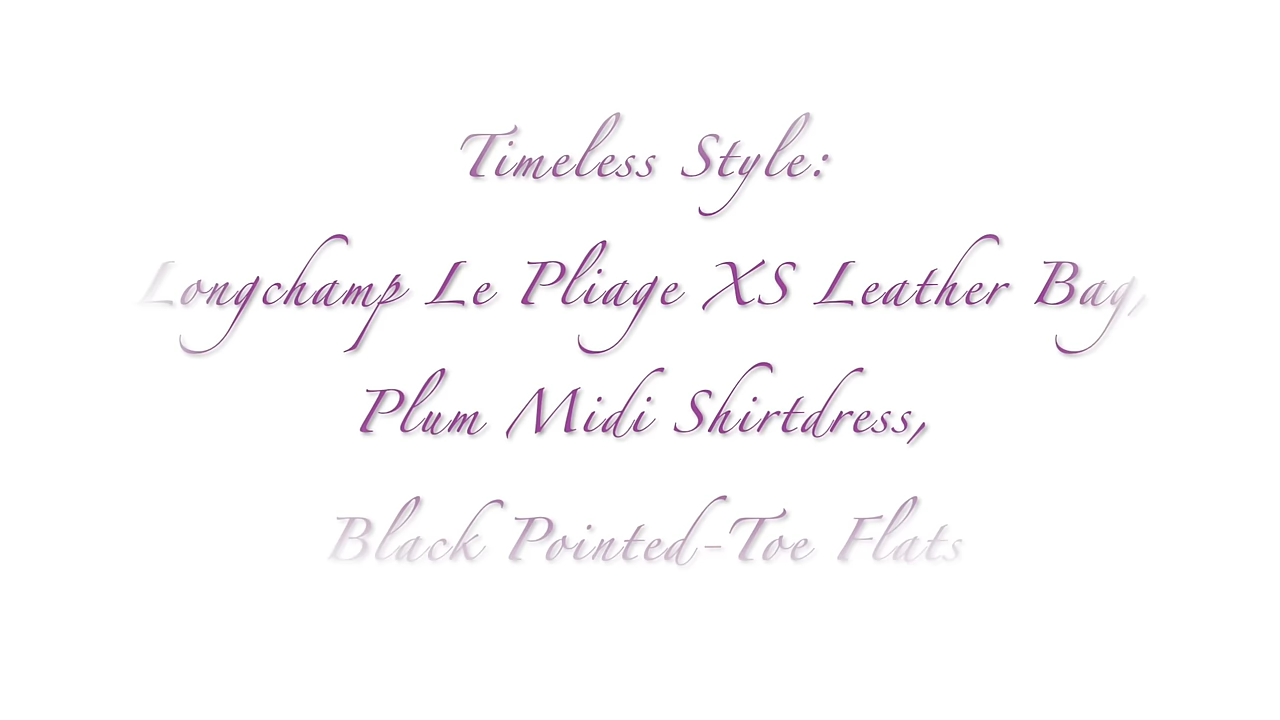 Timeless Style:
Longchamp Le Pliage XS Leather Bag,
Plum Midi Shirtdress,
Black Pointed-Toe Flats